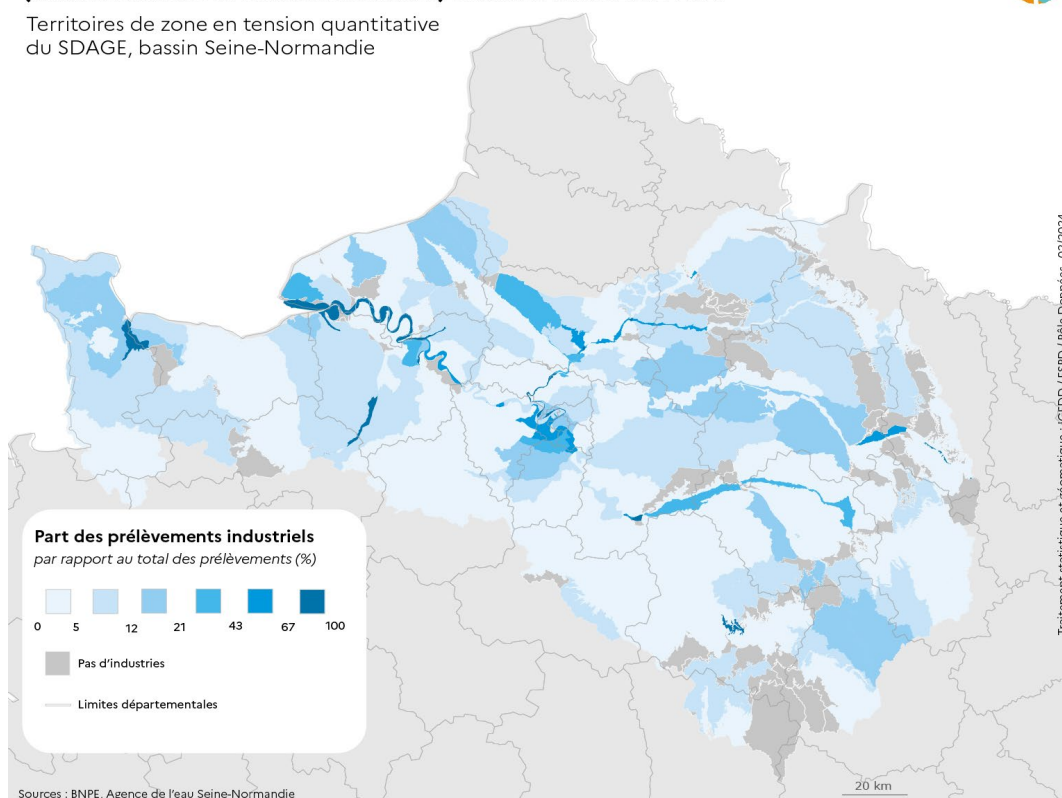 Territoires de zone en tension quantitative
du SDAGE, bassin Seine-Normandie
Part des prélèvements industriels
par rapport au total des prélèvements (%)
0 5 12 21 43 67 100
Pas d'industries
Limites départementales
Sources : BNPE, Agence de l'eau Seine-Normandie
20 km